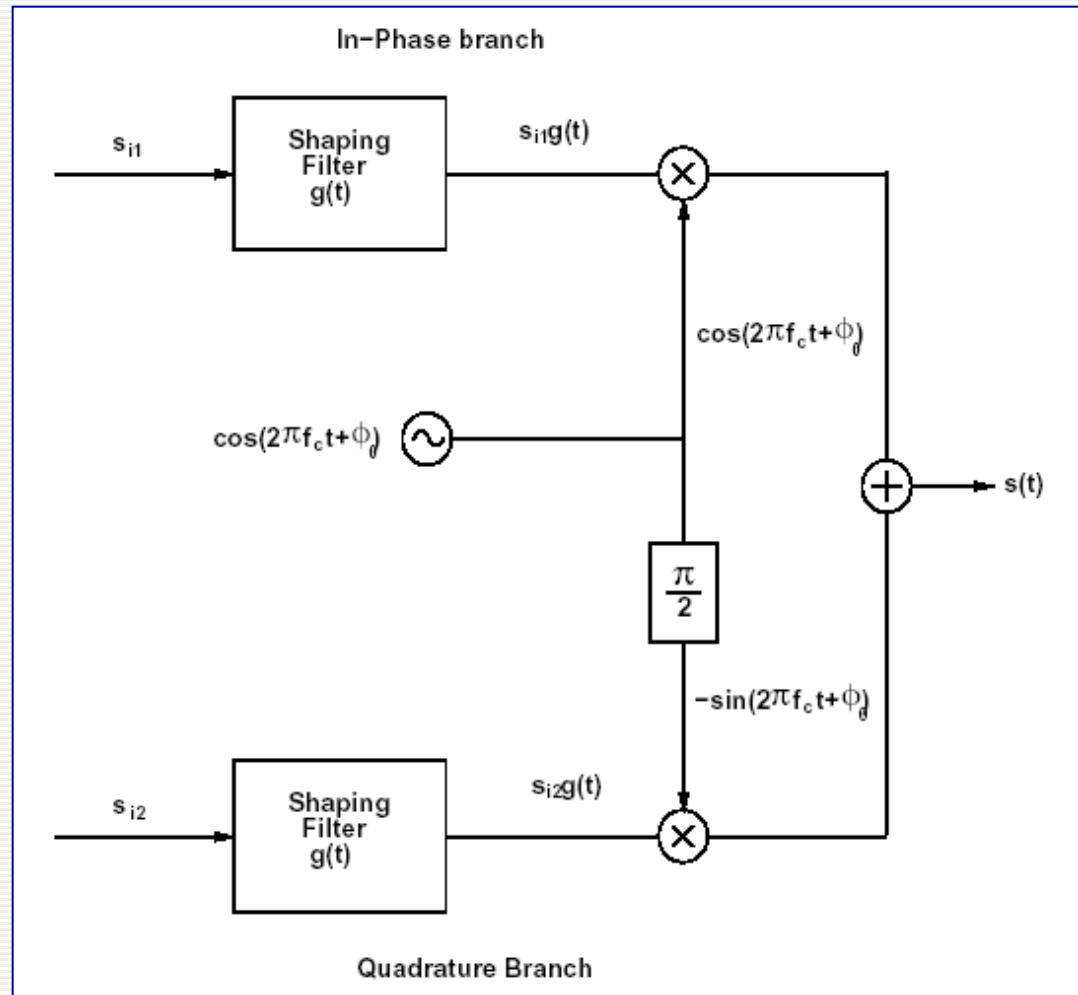 In-Phase branch
s_i1
Shaping
Filter
g(t)
s_i1g(t)
cos(2πf_ct+ϕ_0)
cos(2πf_ct+ϕ_0)
s(t)
π
2
-sin(2πf_ct+ϕ_0)
s_i2
Shaping
Filter
g(t)
s_i2g(t)
Quadrature Branch